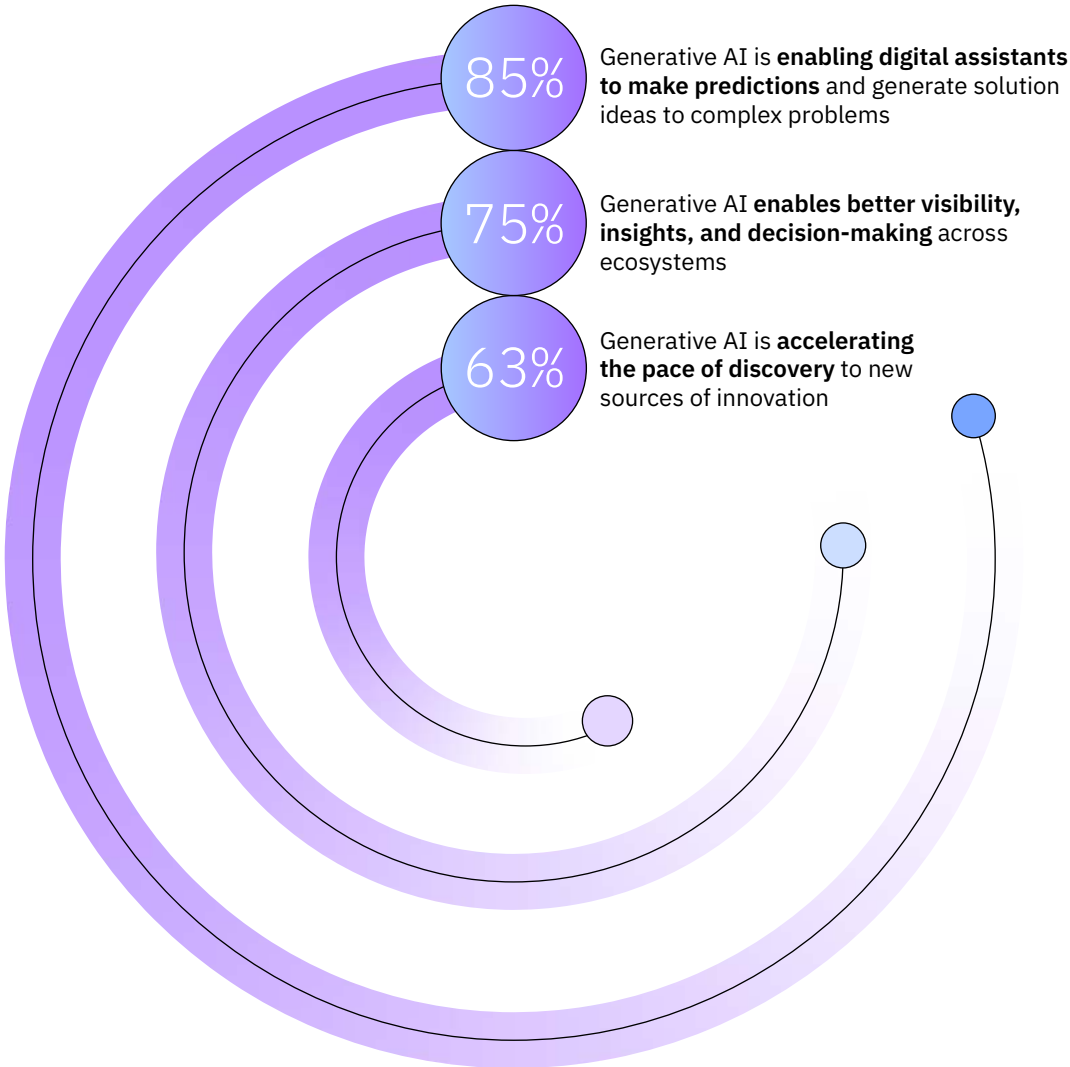 85%
Generative AI is enabling digital assistants
to make predictions and generate solution
ideas to complex problems
75%
Generative AI enables better visibility,
insights, and decision-making across
ecosystems
63%
Generative AI is accelerating
the pace of discovery to new
sources of innovation